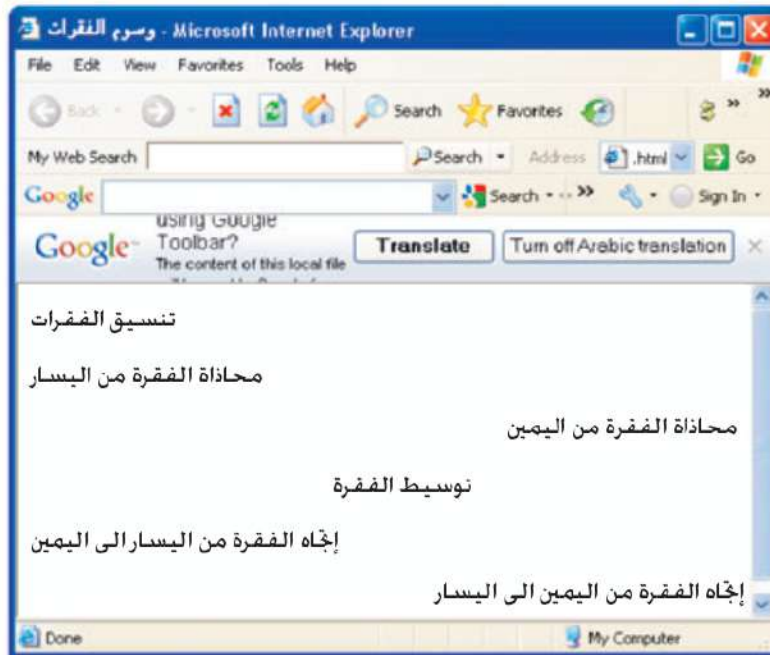 وسوم الفقرات - Microsoft Internet Explorer
File Edit View Favorites Tools Help
Back Search Favorites » »
My Web Search Search Address .html Go
Google Search » Sign In
Google using Google
Toolbar?
The content of this local file
Translate Turn off Arabic translation
تنسيق الفقرات
محاذاة الفقرة من اليسار
محاذاة الفقرة من اليمين
نوسيط الفقرة
إتجاه الفقرة من اليسار الى اليمين
إتجاه الفقرة من اليمين الى اليسار
Done My Computer